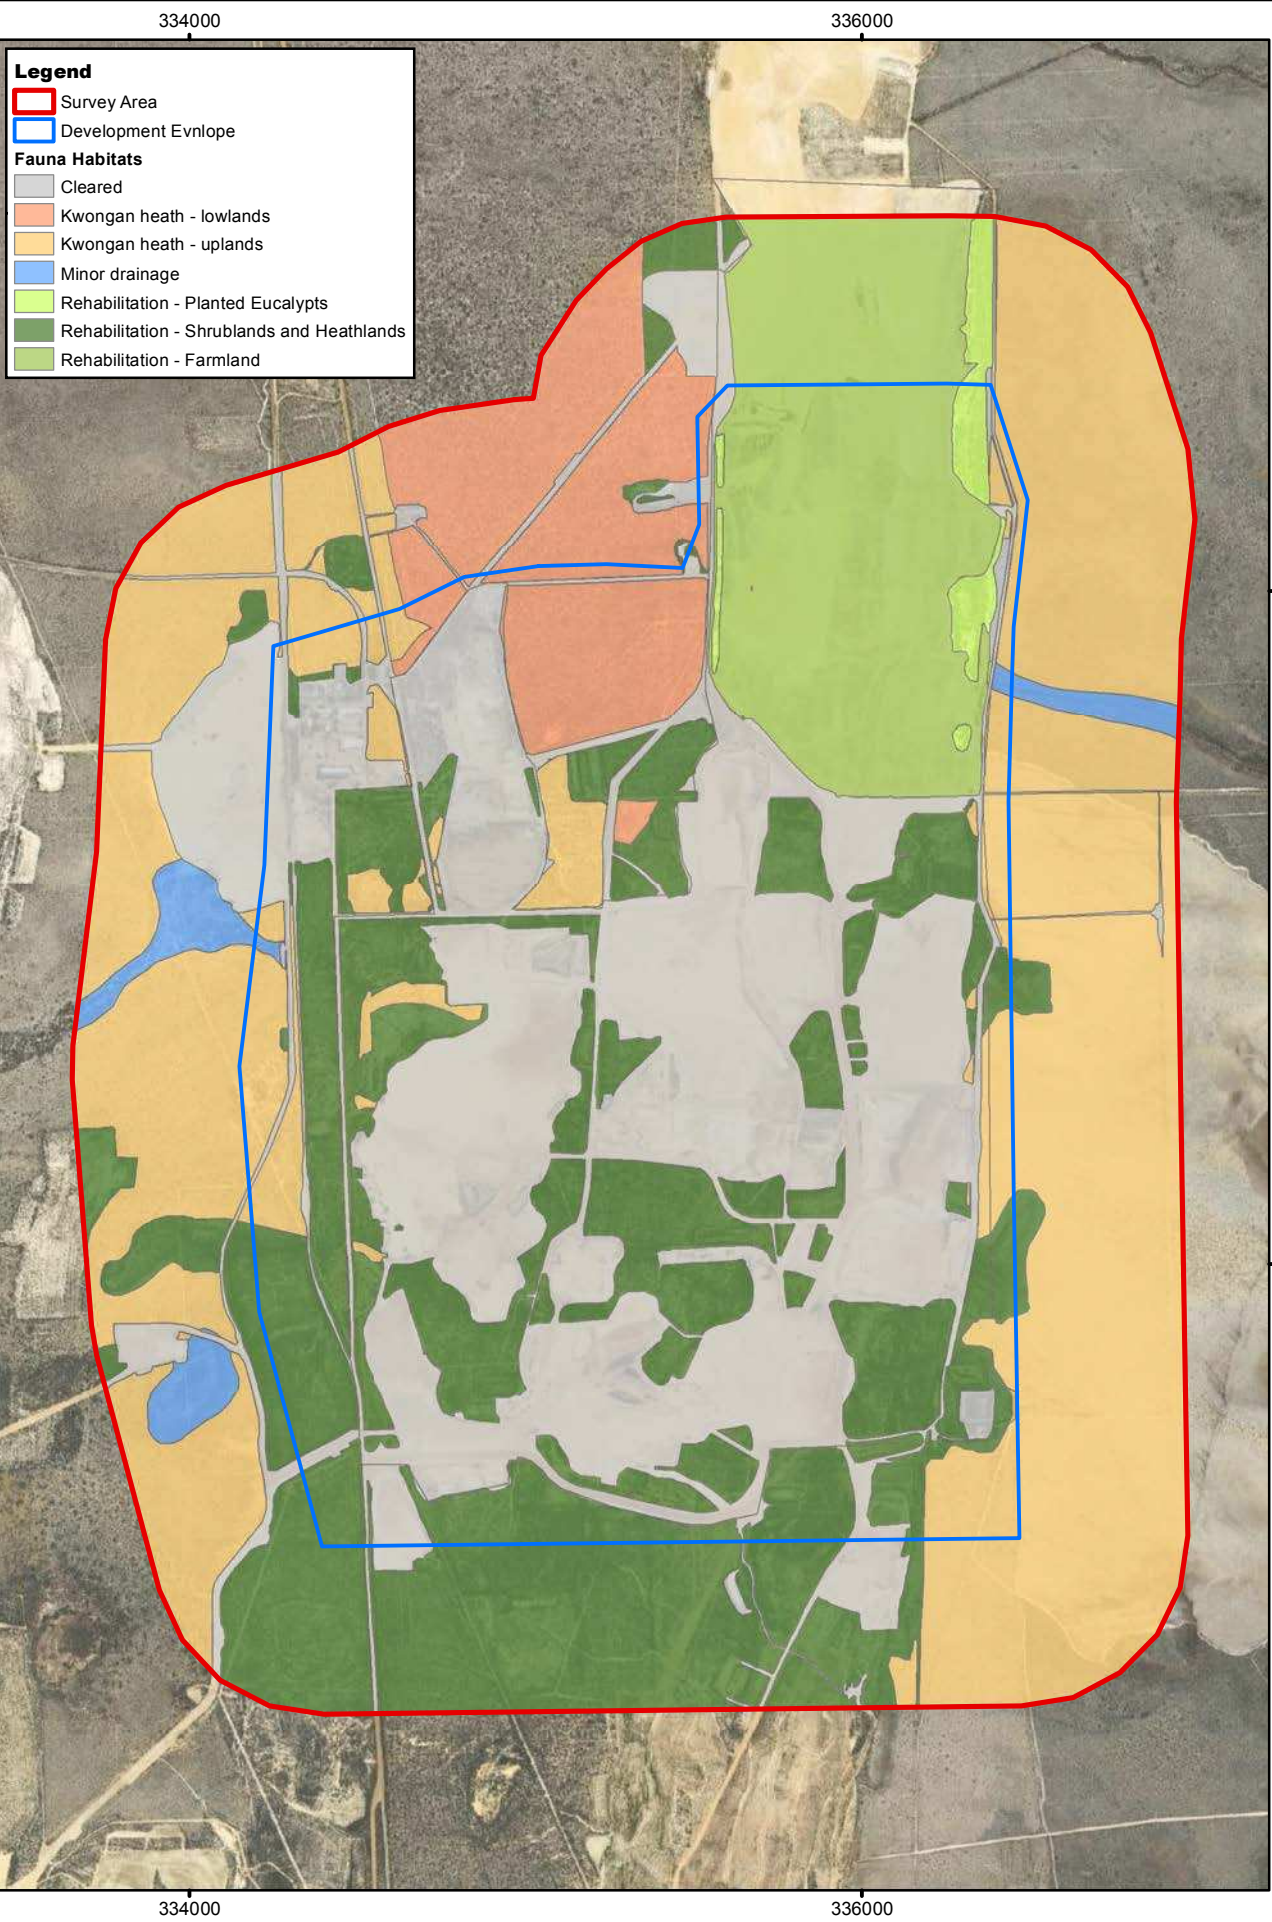 334000
336000
Legend
Survey Area
Development Evnlope
Fauna Habitats
Cleared
Kwongan heath - lowlands
Kwongan heath - uplands
Minor drainage
Rehabilitation - Planted Eucalypts
Rehabilitation - Shrublands and Heathlands
Rehabilitation - Farmland
334000
336000